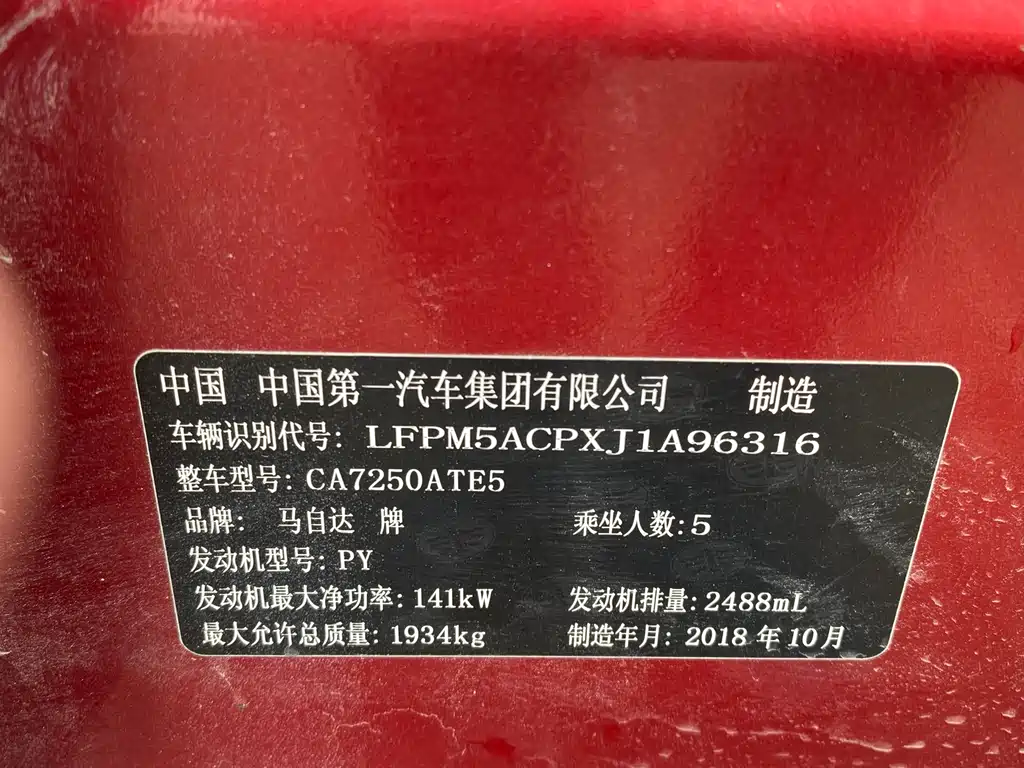 中国 中国第一汽车集团有限公司 制造
车辆识别代号: LFPM5ACPXJ1A96316
整车型号: CA7250ATE5
品牌: 马自达 牌 乘坐人数: 5
发动机型号: PY
发动机最大净功率: 141kW 发动机排量: 2488mL
最大允许总质量: 1934kg 制造年月: 2018 年 10 月